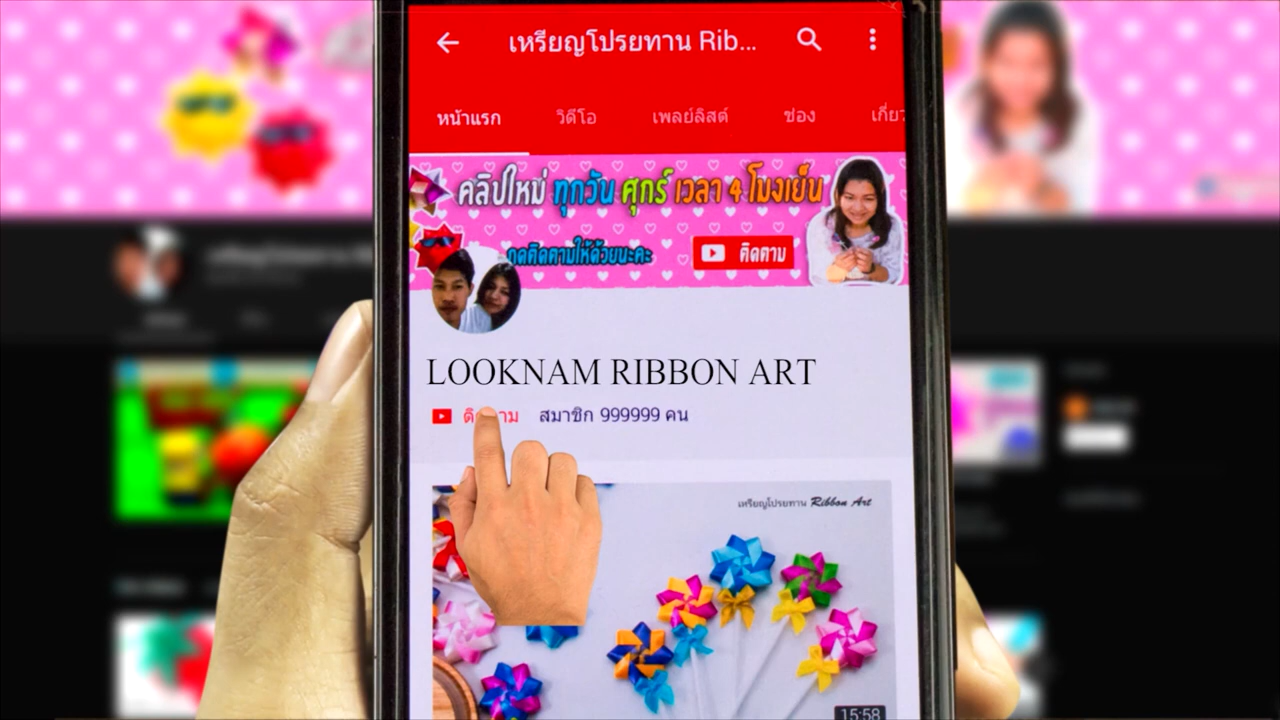 เหรียญโปรยทาน Rib...
หน้าแรก วิดีโอ เพลย์ลิสต์ ช่อง
คลิปใหม่ ทุกวัน ศุกร์ เวลา 4 โมงเย็น
กดติดตามให้ด้วยนะคะ ติดตาม
LOOKNAM RIBBON ART
สมาชิก 999999 คน
เหรียญโปรยทาน Ribbon Art
15:58